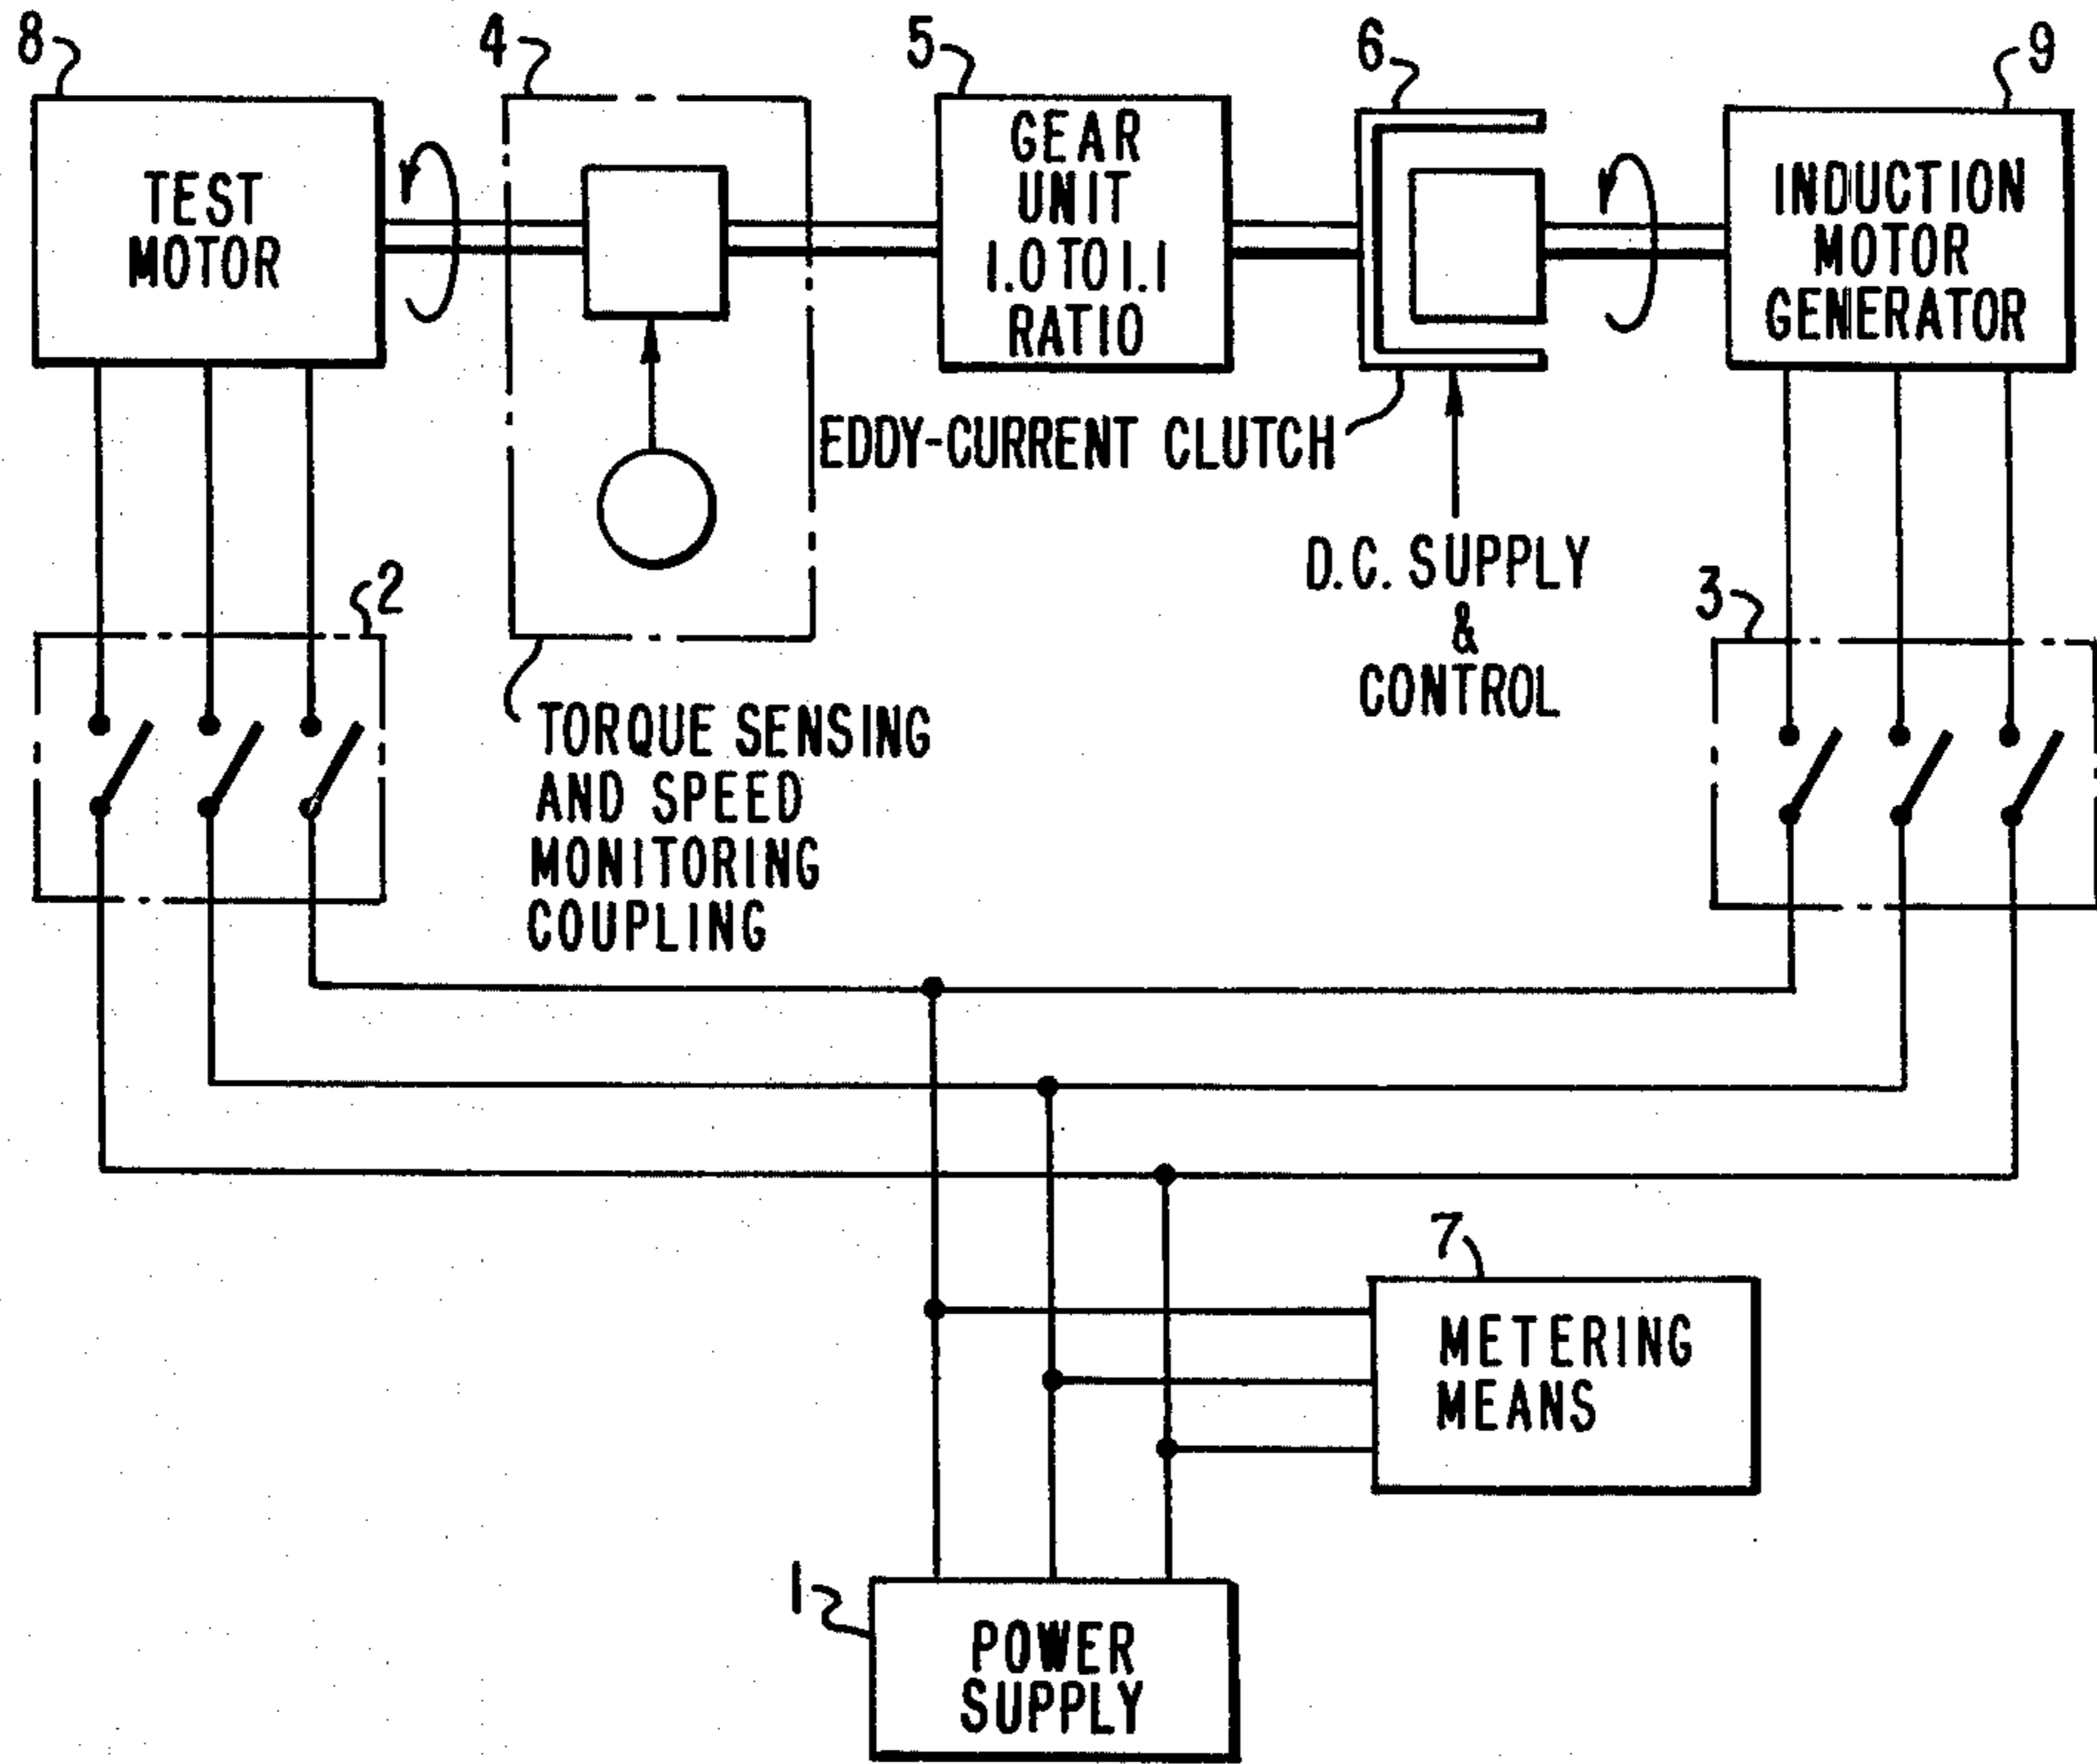 8
4
5
6
9
TEST
MOTOR
GEAR
UNIT
1.0 TO 1.1
RATIO
INDUCTION
MOTOR
GENERATOR
EDDY-CURRENT CLUTCH
D.C. SUPPLY
&
CONTROL
2
3
TORQUE SENSING
AND SPEED
MONITORING
COUPLING
7
METERING
MEANS
1
POWER
SUPPLY